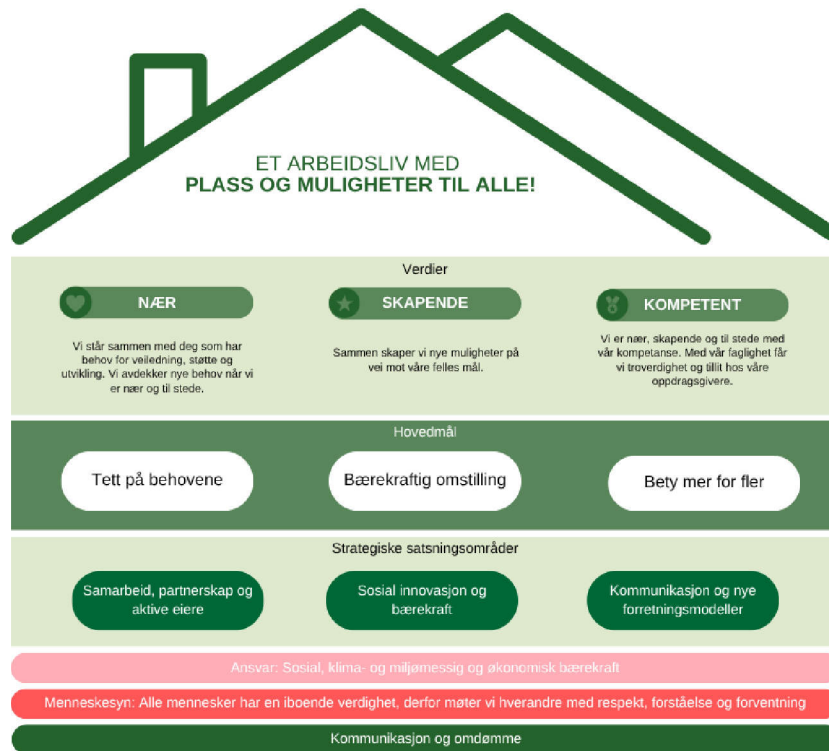 ET ARBEIDSLIV MED
PLASS OG MULIGHETER TIL ALLE!
Verdier
NÆR
Vi står sammen med deg som har
behov for veiledning, støtte og
utvikling. Vi avdekker nye behov når vi
er nær og til stede.
SKAPENDE
Sammen skaper vi nye muligheter på
vei mot våre felles mål.
KOMPETENT
Vi er nær, skapende og til stede med
vår kompetanse. Med vår faglighet får
vi troverdighet og tillit hos våre
oppdragsgivere.
Hovedmål
Tett på behovene
Bærekraftig omstilling
Bety mer for fler
Strategiske satsningsområder
Samarbeid, partnerskap og
aktive eiere
Sosial innovasjon og
bærekraft
Kommunikasjon og nye
forretningsmodeller
Ansvar: Sosial, klima- og miljømessig og økonomisk bærekraft
Menneskesyn: Alle mennesker har en iboende verdighet, derfor møter vi hverandre med respekt, forståelse og forventning
Kommunikasjon og omdømme